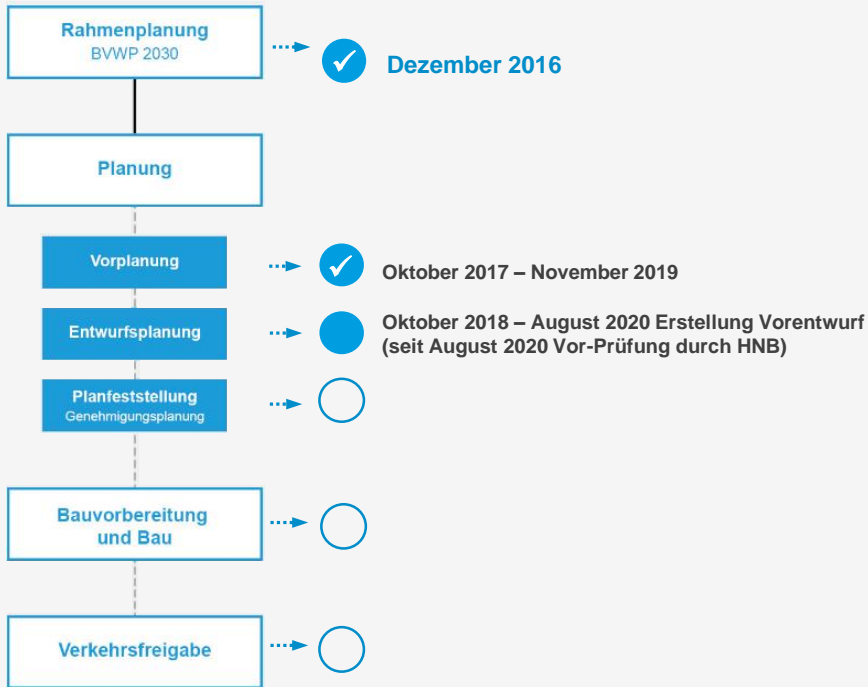 Rahmenplanung
BVWP 2030
Dezember 2016
Planung
Vorplanung
Oktober 2017 – November 2019
Entwurfsplanung
Oktober 2018 – August 2020 Erstellung Vorentwurf
(seit August 2020 Vor-Prüfung durch HNB)
Planfeststellung
Genehmigungsplanung
Bauvorbereitung
und Bau
Verkehrsfreigabe